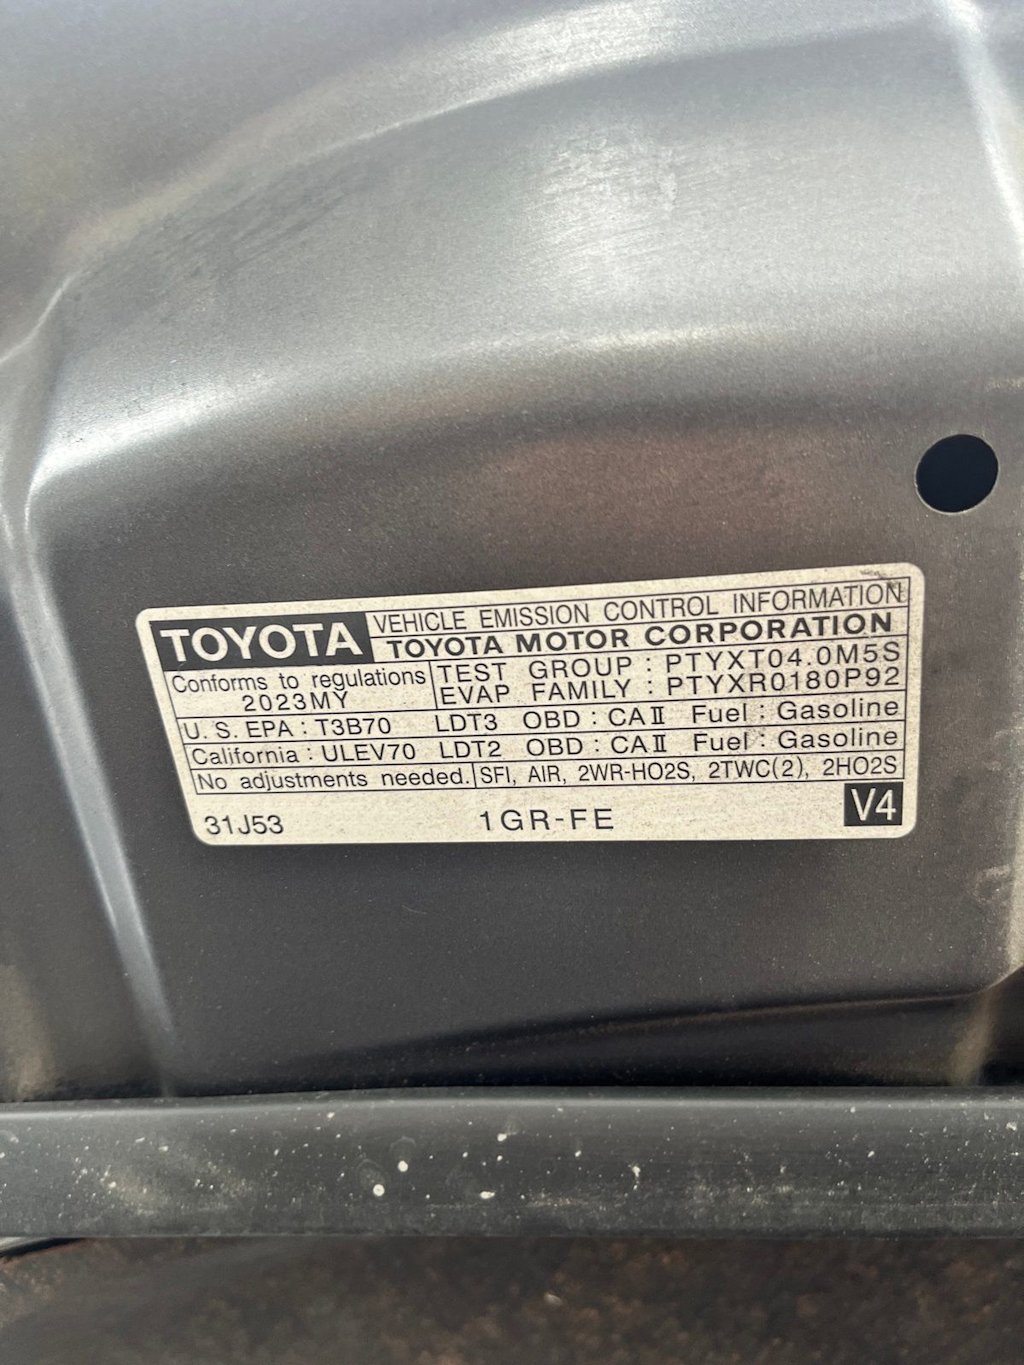 TOYOTA
VEHICLE EMISSION CONTROL INFORMATION
TOYOTA MOTOR CORPORATION
Conforms to regulations
2023MY
TEST GROUP : PTYXT04.0M5S
EVAP FAMILY : PTYXR0180P92
U.S. EPA : T3B70 LDT3 OBD : CAⅡ Fuel : Gasoline
California : ULEV70 LDT2 OBD : CAⅡ Fuel : Gasoline
No adjustments needed. SFI, AIR, 2WR-HO2S, 2TWC(2), 2HO2S
31J53 1GR-FE V4